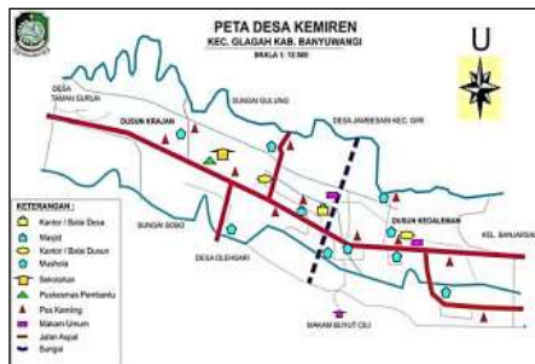 PETA DESA KEMIREN
KEC. GLAGAH KAB. BANYUWANGI
SKALA 1: 12.500
U
DESA
TAMAN SURUH
DUSUN KRAJAN
SUNGAI GULUNG
DESA JAMBESARI KEC. GIRI
KETERANGAN :
Kantor / Balai Desa
Masjid
Kantor / Balai Dusun
Mushola
Sekolahan
Puskesmas Pembantu
Pos Kamling
Makam Umum
Jalan Aspal
Sungai
SUNGAI SOBO
DESA OLEHSARI
DUSUN KEDALEMAN
MAKAM BUYUT CILI